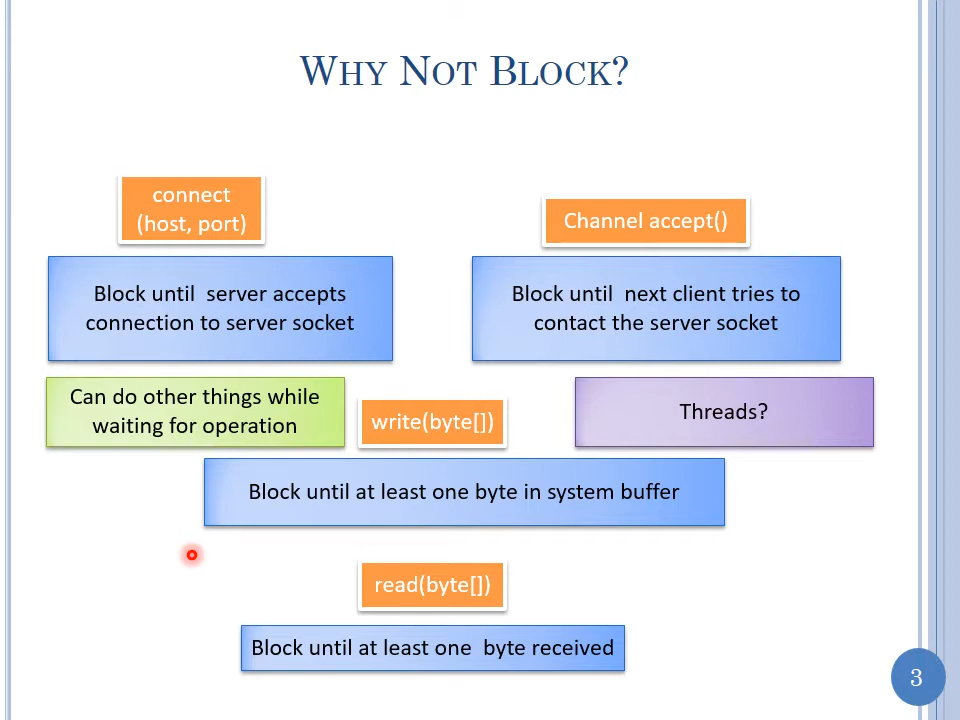 WHY NOT BLOCK?
connect
(host, port)
Channel accept()
Block until server accepts
connection to server socket
Block until next client tries to
contact the server socket
Can do other things while
waiting for operation
write(byte[])
Threads?
Block until at least one byte in system buffer
read(byte[])
Block until at least one byte received
3